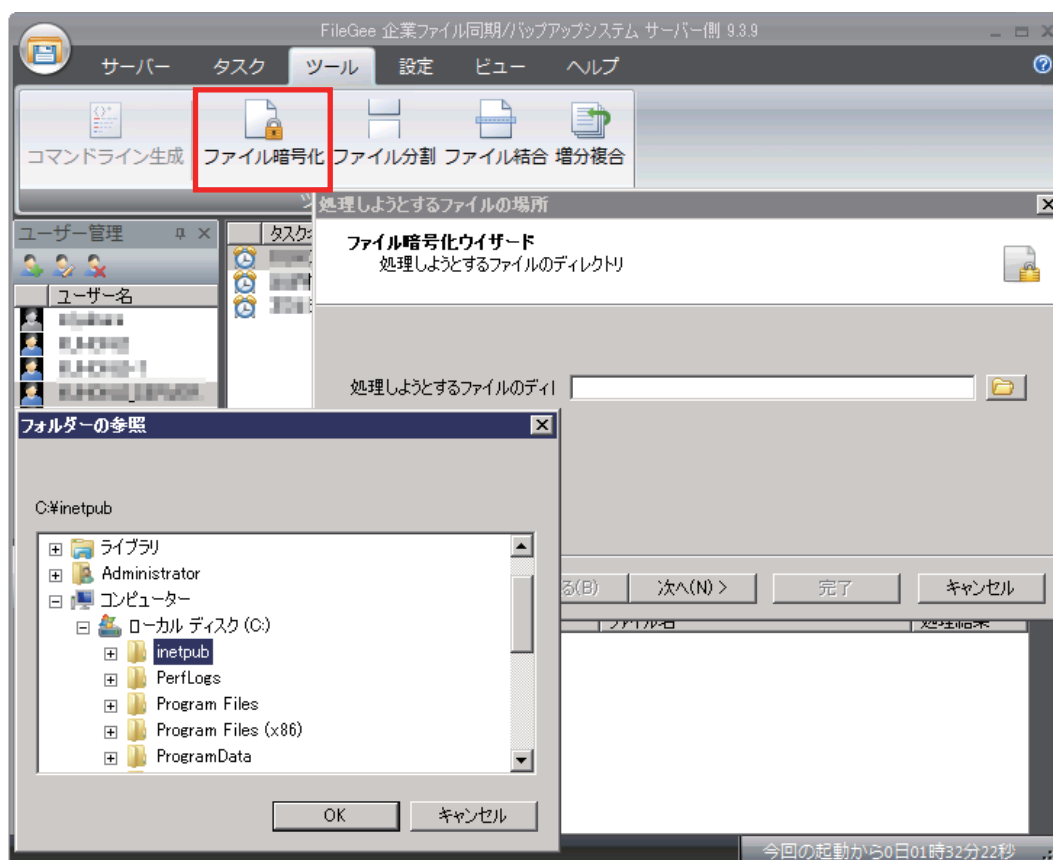 FileGee 企業ファイル同期/バップアップシステム サーバー側 9.3.9
サーバー タスク ツール 設定 ビュー ヘルプ
コマンドライン生成 ファイル暗号化 ファイル分割 ファイル結合 増分複合
ツ
処理しようとするファイルの場所
ユーザー管理
タスク
ファイル暗号化ウイザード
処理しようとするファイルのディレクトリ
ユーザー名
処理しようとするファイルのディ
フォルダーの参照
C:¥inetpub
ライブラリ
Administrator
コンピューター
ローカル ディスク (C:)
inetpub
PerfLogs
Program Files
Program Files (x86)
ProgramData
OK キャンセル
る(B) 次へ(N) > 完了 キャンセル
ファイル名 処理結果
今回の起動から0日01時32分22秒